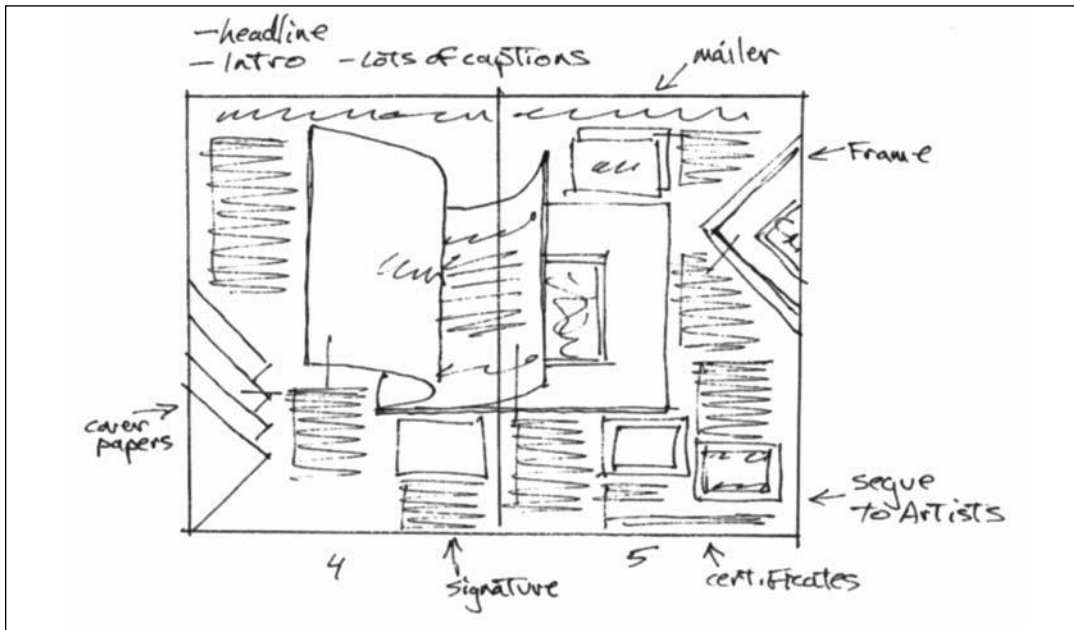 -headline
-Intro -Lots of captions
mailer
Frame
cover
papers
segue
To Artists
4
5
signature
certificates